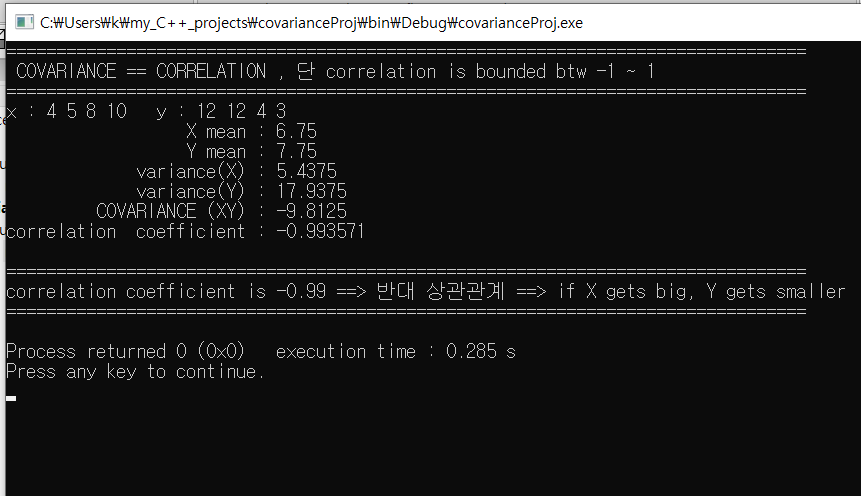 C:₩Users₩k₩my_C++_projects₩covarianceProj₩bin₩Debug₩covarianceProj.exe
================================================================================
COVARIANCE == CORRELATION , 단 correlation is bounded btw -1 ~ 1
================================================================================
x : 4 5 8 10   y : 12 12 4 3
X mean : 6.75
Y mean : 7.75
variance(X) : 5.4375
variance(Y) : 17.9375
COVARIANCE (XY) : -9.8125
correlation  coefficient : -0.993571
================================================================================
correlation coefficient is -0.99 ==> 반대 상관관계 ==> if X gets big, Y gets smaller
================================================================================
Process returned 0 (0x0)   execution time : 0.285 s
Press any key to continue.